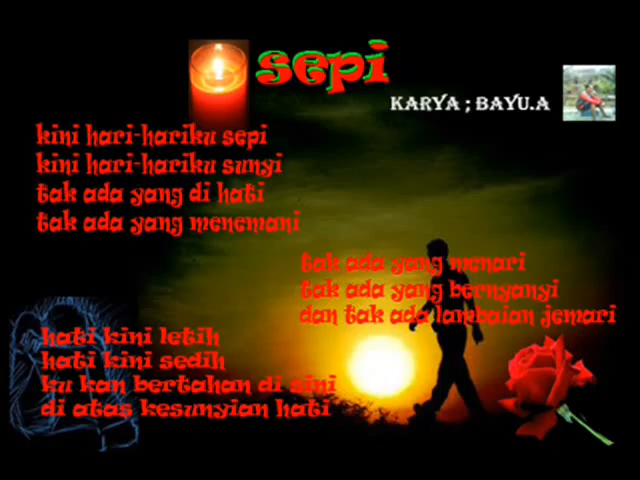 sepi
KARYA ; BAYU.A
kini hari-hariku sepi
kini hari-hariku sunyi
tak ada yang di hati
tak ada yang menemani
tak ada yang menari
tak ada yang bernyanyi
dan tak ada lambaian jemari
hati kini letih
hati kini sedih
ku kan bertahan di sini
di atas kesunyian hati